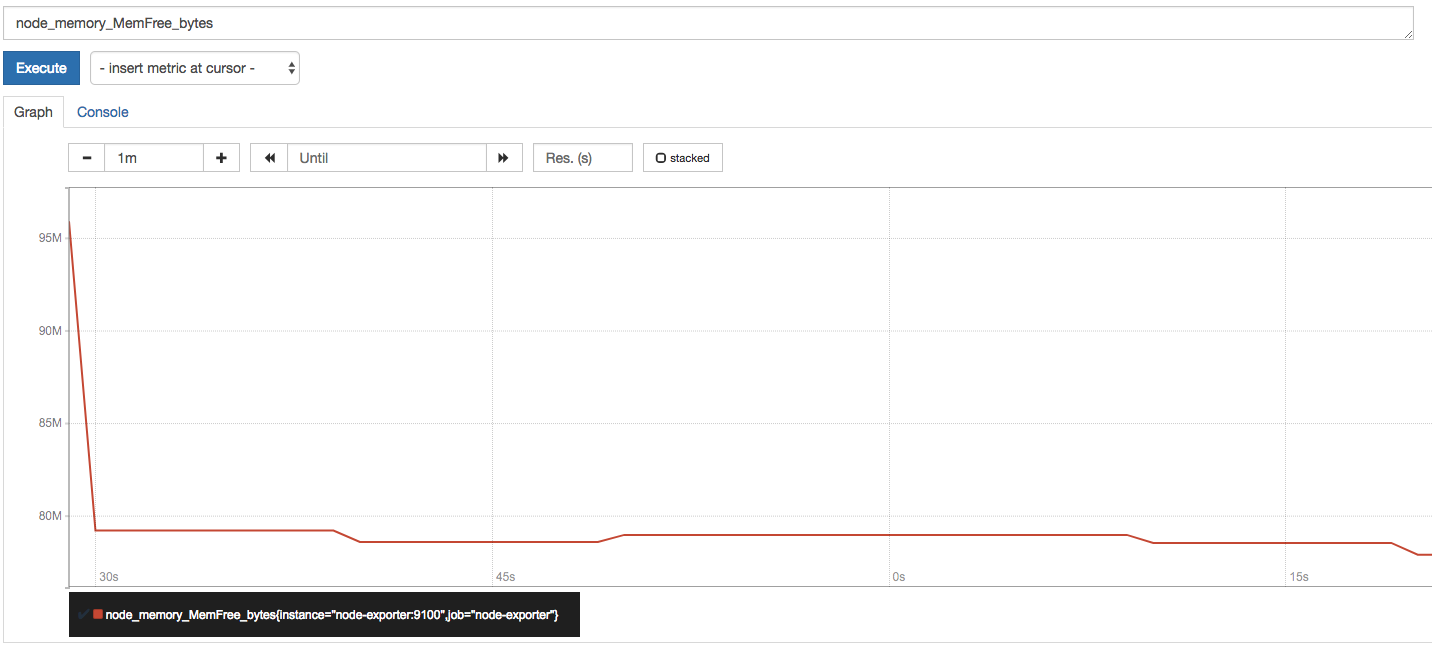 node_memory_MemFree_bytes
Execute - insert metric at cursor -
Graph Console
1m Until Res. (s) stacked
95M
90M
85M
80M
30s 45s 0s 15s
node_memory_MemFree_bytes{instance="node-exporter:9100",job="node-exporter"}